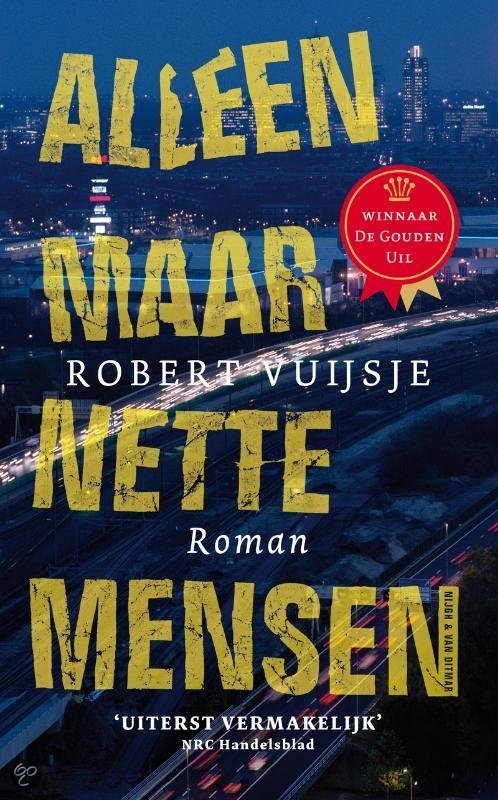 ALLEEN
WINNAAR
DE GOUDEN
UIL
MAAR
ROBERT VUIJSJE
NETTE
Roman
MENSEN
NIJGH & VAN DITMAR
‘UITERST VERMAKELIJK’
NRC Handelsblad